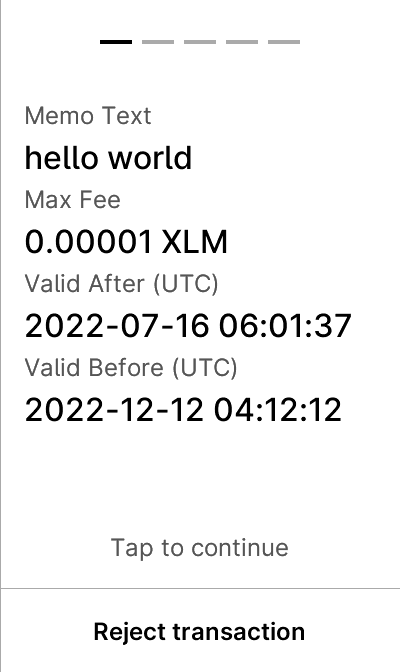 Memo Text
hello world
Max Fee
0.00001 XLM
Valid After (UTC)
2022-07-16 06:01:37
Valid Before (UTC)
2022-12-12 04:12:12
Tap to continue
Reject transaction